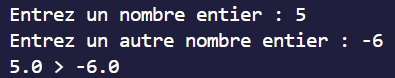 Entrez un nombre entier : 5
Entrez un autre nombre entier : -6
5.0 > -6.0